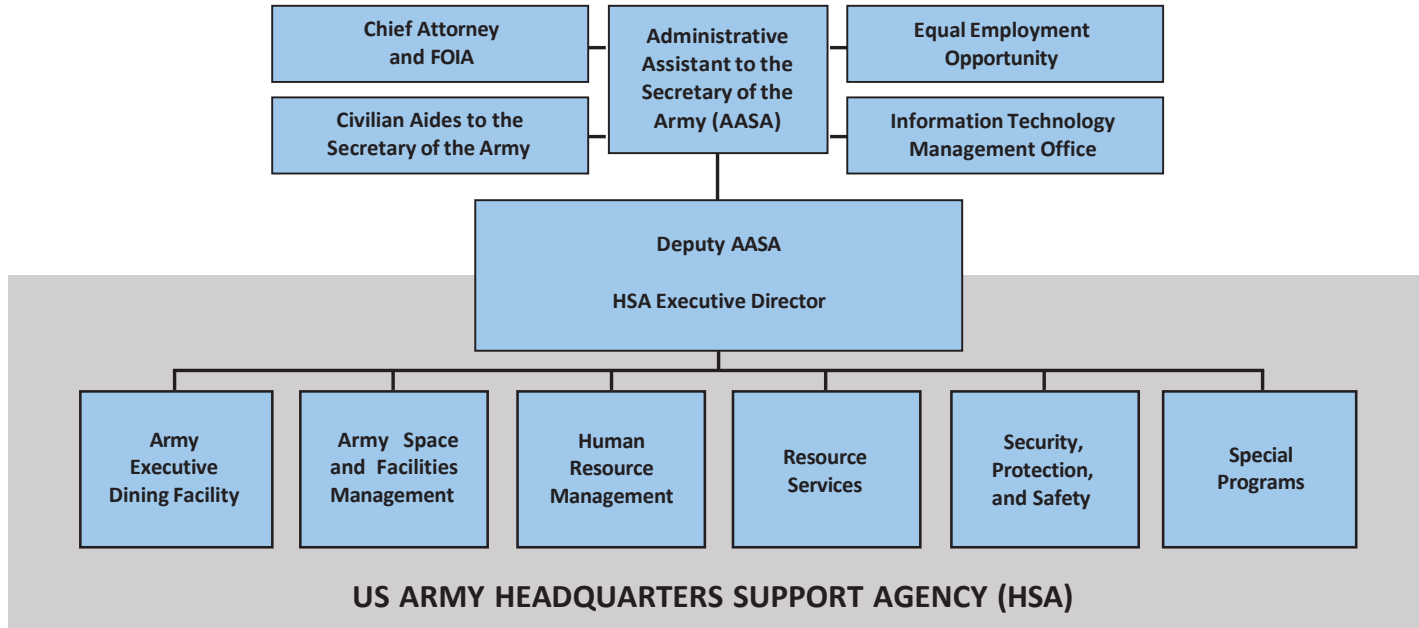 Chief Attorney
and FOIA
Administrative
Assistant to the
Secretary of the
Army (AASA)
Equal Employment
Opportunity
Civilian Aides to the
Secretary of the Army
Information Technology
Management Office
Deputy AASA
HSA Executive Director
Army
Executive
Dining Facility
Army Space
and Facilities
Management
Human
Resource
Management
Resource
Services
Security,
Protection,
and Safety
Special
Programs
US ARMY HEADQUARTERS SUPPORT AGENCY (HSA)